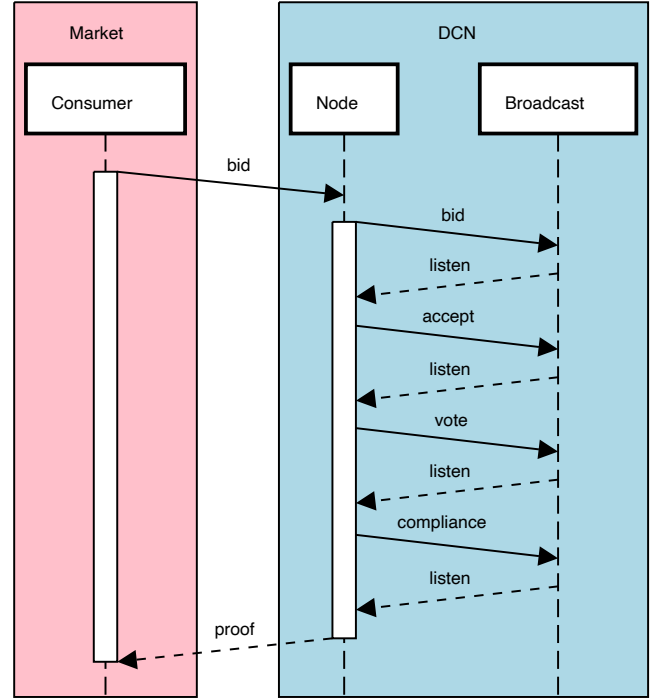 Market
DCN
Consumer
Node
Broadcast
bid
bid
listen
accept
listen
vote
listen
compliance
listen
proof